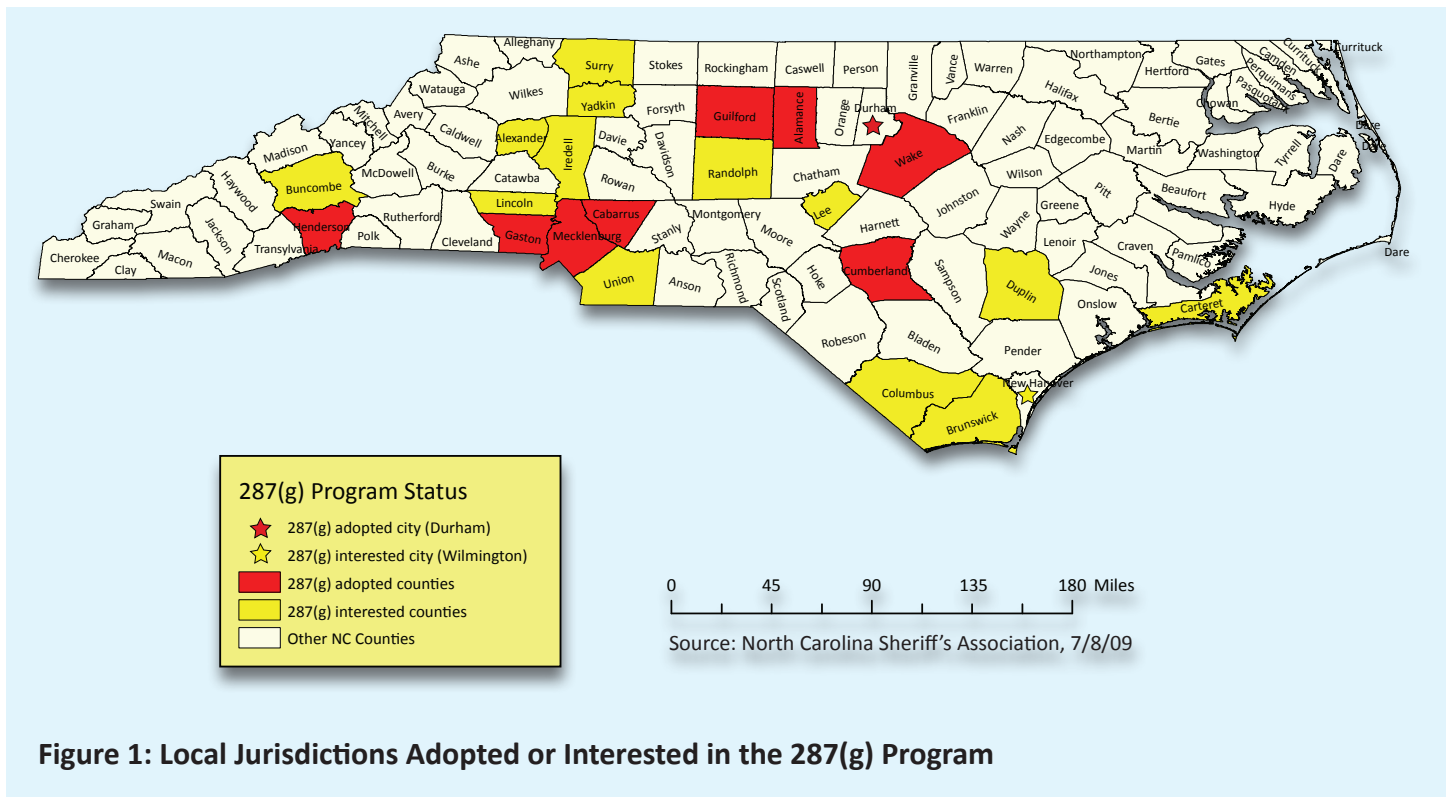 Alleghany
Ashe
Surry
Stokes
Rockingham
Caswell
Person
Granville
Vance
Warren
Northampton
Hertford
Gates
Camden
Currituck
Currituck
Perquimans
Pasquotank
Chowan
Watauga
Wilkes
Yadkin
Forsyth
Guilford
Alamance
Orange
Durham
Franklin
Halifax
Bertie
Mitchell
Avery
Caldwell
Alexander
Iredell
Davie
Davidson
Randolph
Chatham
Wake
Nash
Edgecombe
Martin
Washington
Tyrrell
Dare
Dare
Dare
Madison
Yancey
McDowell
Burke
Catawba
Rowan
Wilson
Pitt
Beaufort
Hyde
Haywood
Buncombe
Swain
Graham
Jackson
Henderson
Rutherford
Lincoln
Cabarrus
Montgomery
Lee
Harnett
Johnston
Wayne
Greene
Cherokee
Clay
Macon
Transylvania
Polk
Cleveland
Gaston
Mecklenburg
Stanly
Moore
Lenoir
Craven
Pamlico
Dare
Union
Anson
Richmond
Scotland
Hoke
Cumberland
Sampson
Duplin
Jones
Onslow
Carteret
Robeson
Bladen
Pender
Columbus
Brunswick
New Hanover
287(g) Program Status
287(g) adopted city (Durham)
287(g) interested city (Wilmington)
287(g) adopted counties
287(g) interested counties
Other NC Counties
0 45 90 135 180 Miles
Source: North Carolina Sheriff's Association, 7/8/09
Figure 1: Local Jurisdictions Adopted or Interested in the 287(g) Program